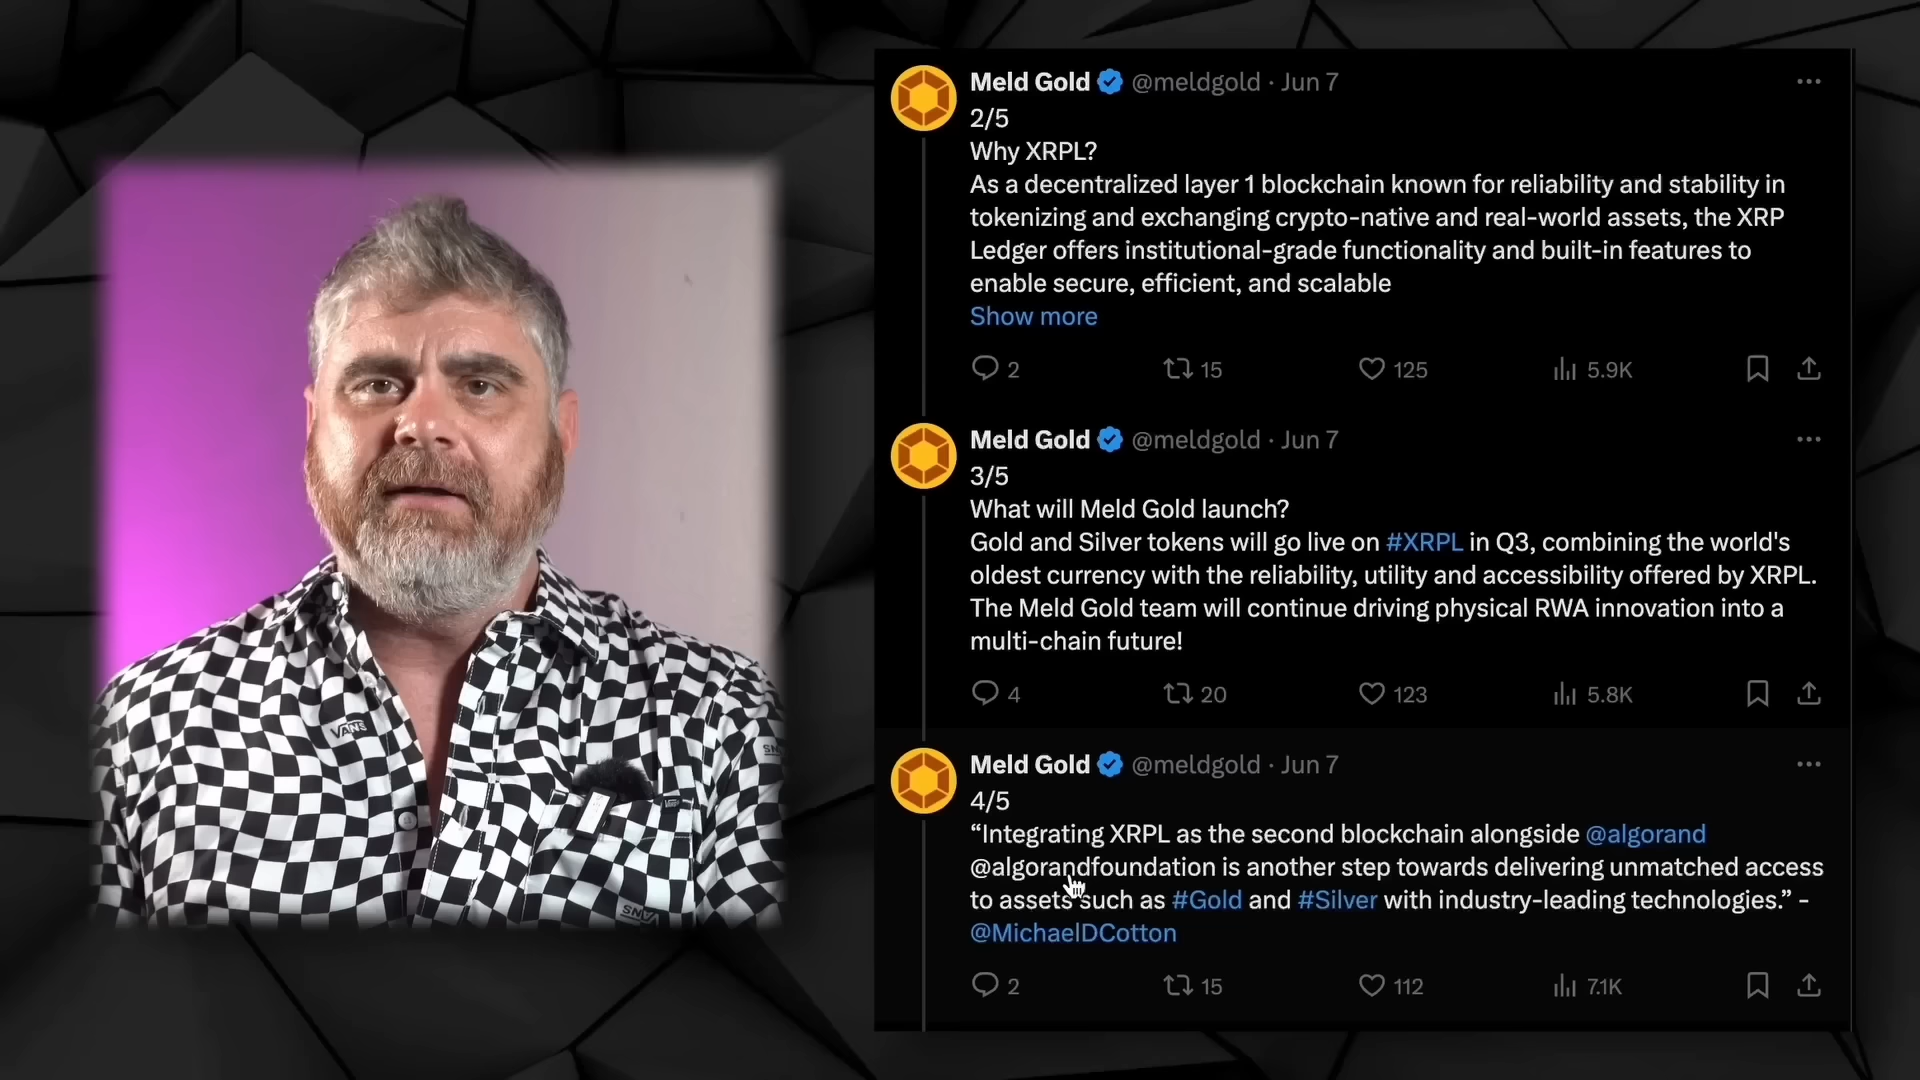 Meld Gold @meldgold · Jun 7
2/5
Why XRPL?
As a decentralized layer 1 blockchain known for reliability and stability in
tokenizing and exchanging crypto-native and real-world assets, the XRP
Ledger offers institutional-grade functionality and built-in features to
enable secure, efficient, and scalable
Show more
2 15 125 5.9K
Meld Gold @meldgold · Jun 7
3/5
What will Meld Gold launch?
Gold and Silver tokens will go live on #XRPL in Q3, combining the world's
oldest currency with the reliability, utility and accessibility offered by XRPL.
The Meld Gold team will continue driving physical RWA innovation into a
multi-chain future!
4 20 123 5.8K
Meld Gold @meldgold · Jun 7
4/5
“Integrating XRPL as the second blockchain alongside @algorand
@algorandfoundation is another step towards delivering unmatched access
to assets such as #Gold and #Silver with industry-leading technologies.” -
@MichaelDCotton
2 15 112 7.1K
VANS
VANS